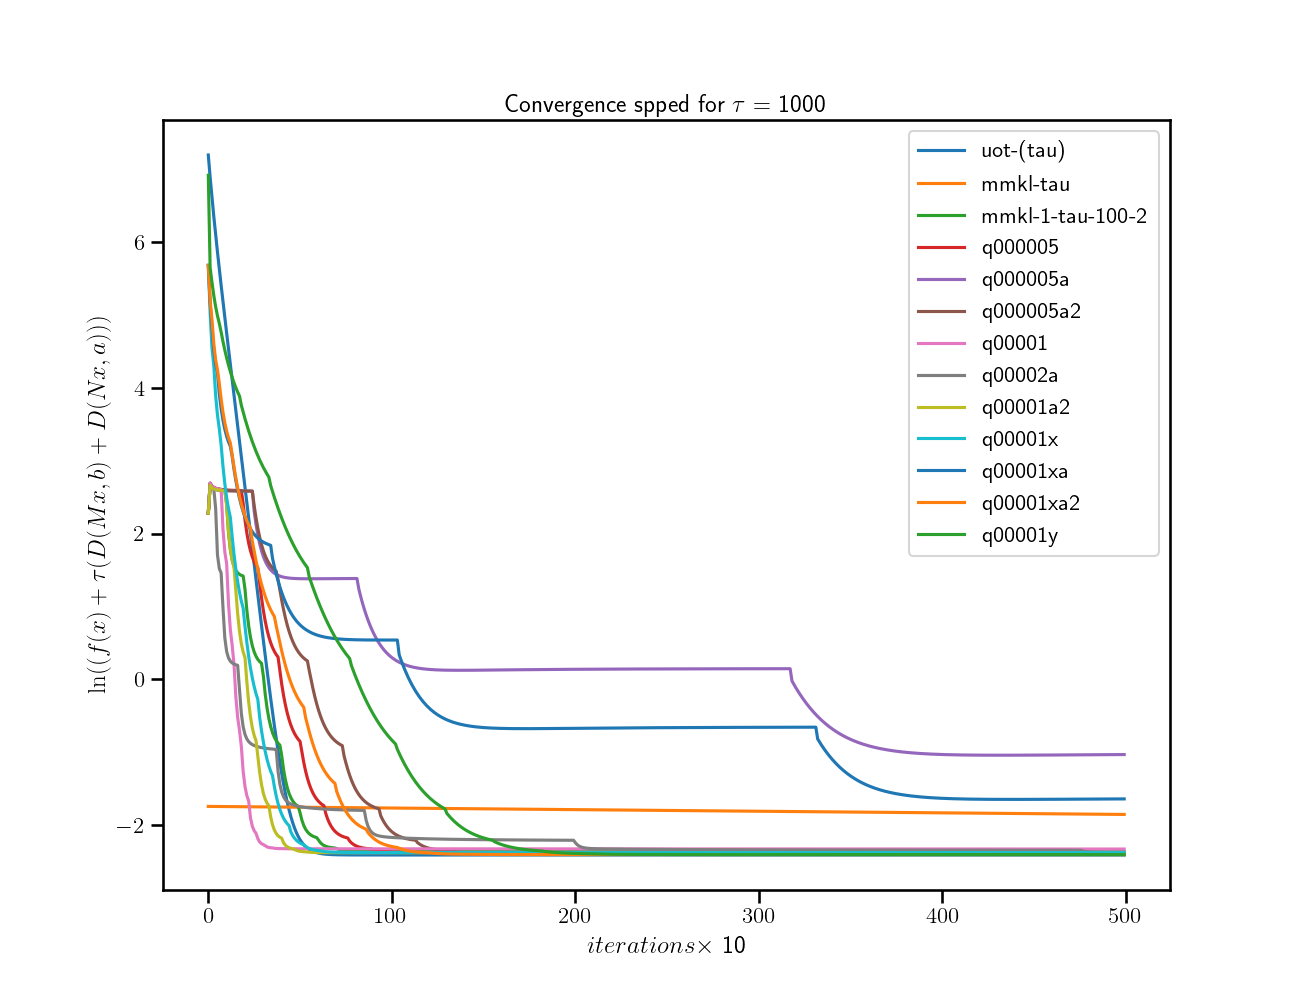 Convergence spped for τ = 1000
uot-(tau)
mmkl-tau
mmkl-1-tau-100-2
q000005
q000005a
q000005a2
q00001
q00002a
q00001a2
q00001x
q00001xa
q00001xa2
q00001y
ln((f(x) + τ(D(Mx, b) + D(Nx, a)))
6
4
2
0
−2
0 100 200 300 400 500
iterations× 10